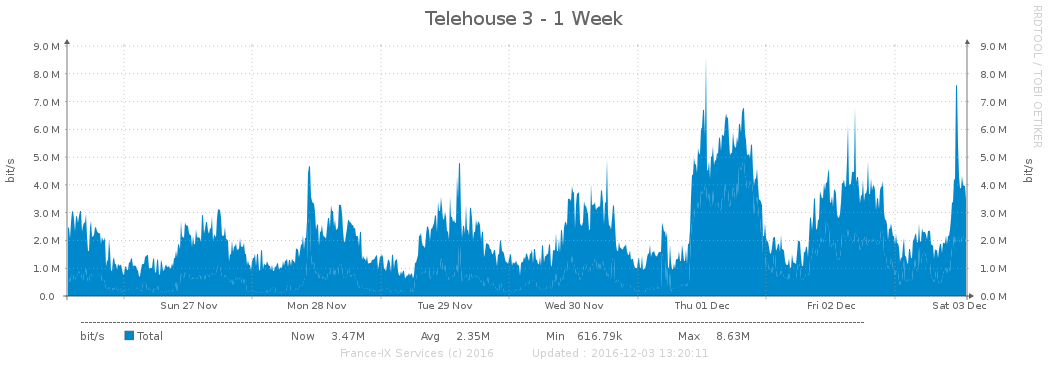 Telehouse 3 - 1 Week
RRDTOOL / TOBI OETIKER
bit/s
9.0 M 9.0 M
8.0 M 8.0 M
7.0 M 7.0 M
6.0 M 6.0 M
5.0 M 5.0 M
4.0 M 4.0 M
3.0 M 3.0 M
2.0 M 2.0 M
1.0 M 1.0 M
0.0 0.0 M
bit/s
Sun 27 Nov Mon 28 Nov Tue 29 Nov Wed 30 Nov Thu 01 Dec Fri 02 Dec Sat 03 Dec
bit/s Total Now 3.47M Avg 2.35M Min 616.79k Max 8.63M
France-IX Services (c) 2016 Updated : 2016-12-03 13:20:11